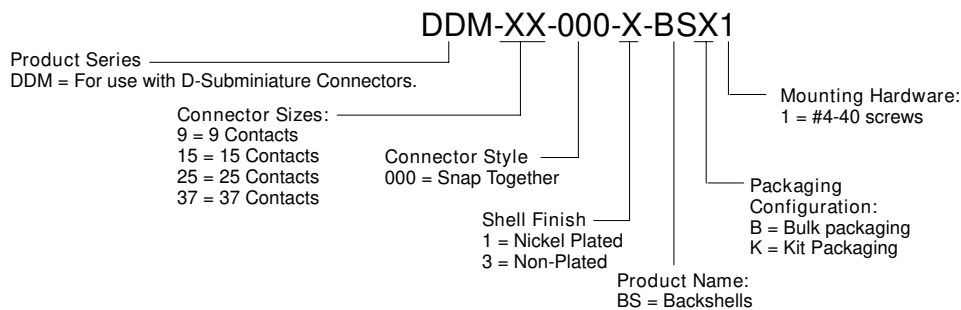 DDM-XX-000-X-BSX1
Product Series
DDM = For use with D-Subminiature Connectors.
Connector Sizes:
9 = 9 Contacts
15 = 15 Contacts
25 = 25 Contacts
37 = 37 Contacts
Connector Style
000 = Snap Together
Shell Finish
1 = Nickel Plated
3 = Non-Plated
Product Name:
BS = Backshells
Packaging
Configuration:
B = Bulk packaging
K = Kit Packaging
Mounting Hardware:
1 = #4-40 screws